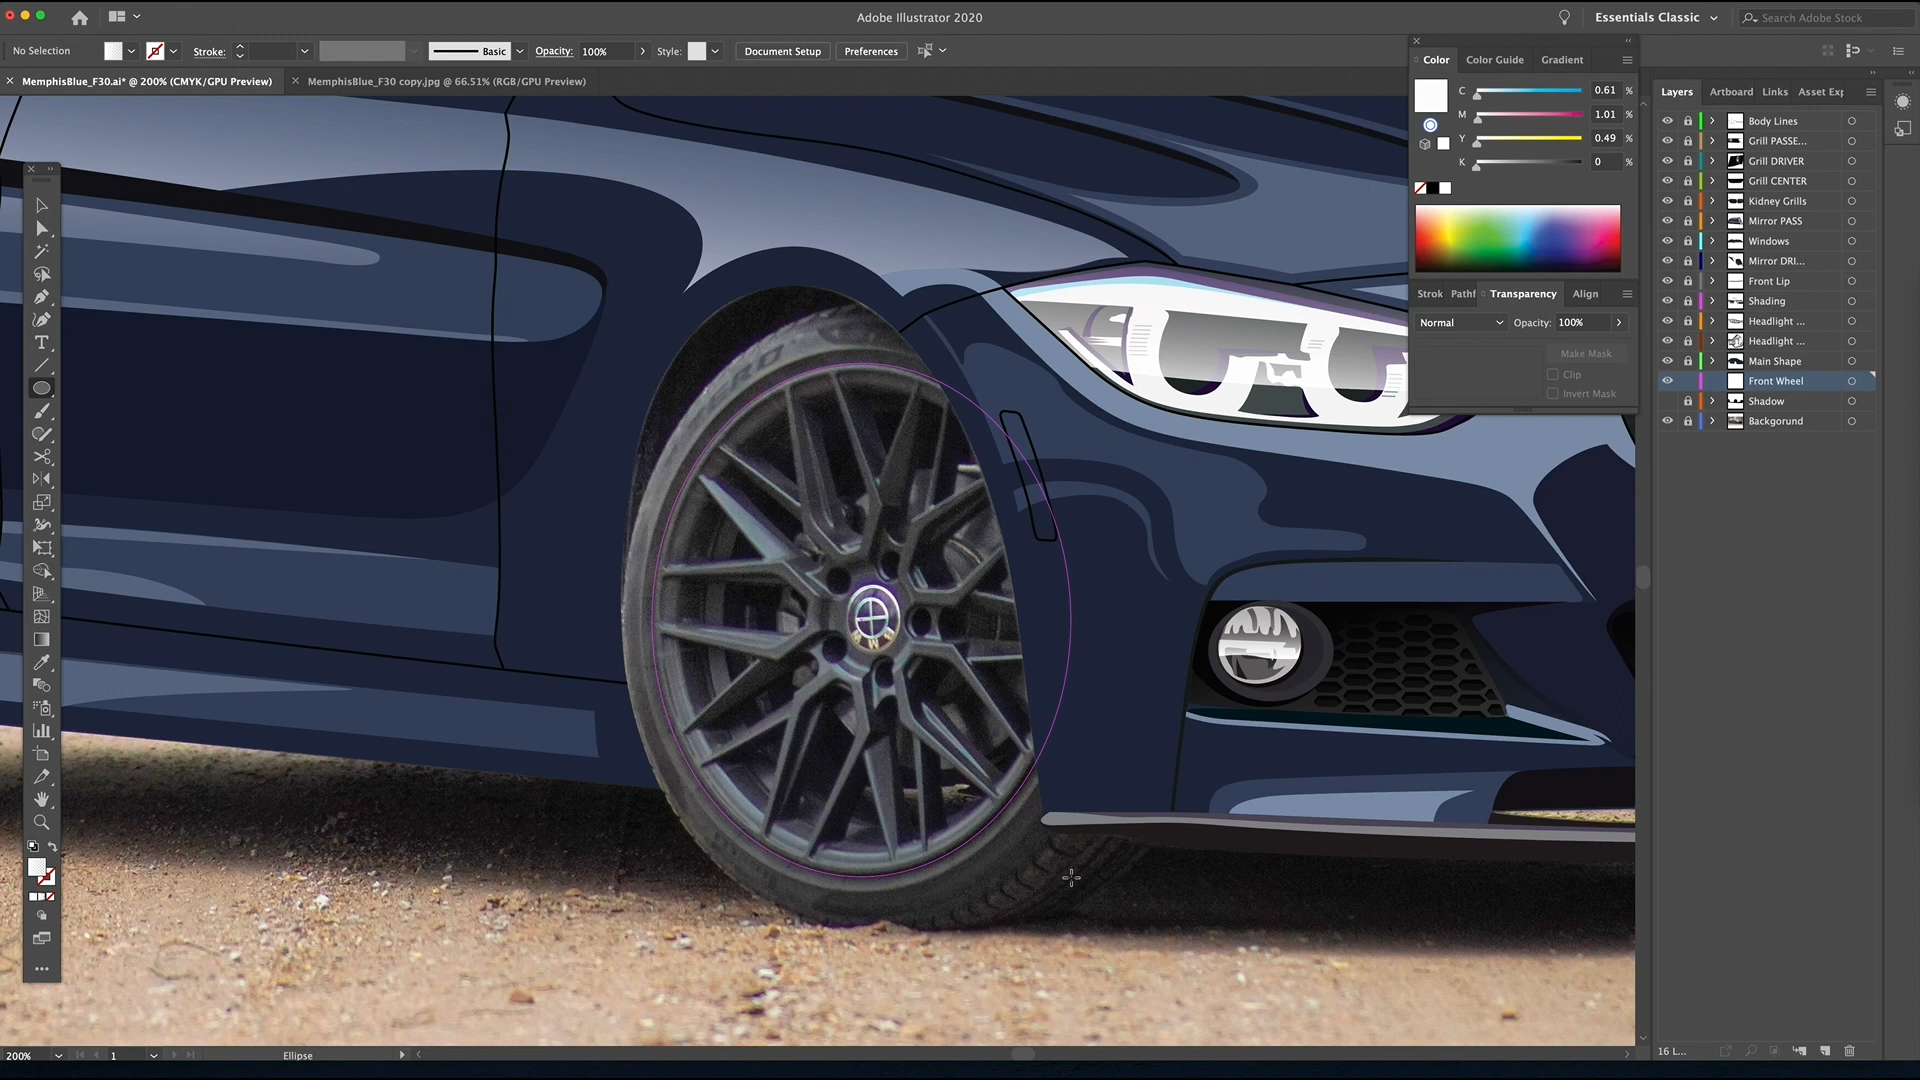 Adobe Illustrator 2020
Essentials Classic
Search Adobe Stock
No Selection
Stroke:
Basic
Opacity:
100%
Style:
Document Setup
Preferences
MemphisBlue_F30.ai* @ 200% (CMYK/GPU Preview)
MemphisBlue_F30 copy.jpg @ 66.51% (RGB/GPU Preview)
Color
Color Guide
Gradient
C
0.61
%
M
1.01
%
Y
0.49
%
K
0
%
Strok
Pathf
Transparency
Align
Normal
Opacity:
100%
Make Mask
Clip
Invert Mask
Layers
Artboard
Links
Asset Exp
Body Lines
Grill PASSE...
Grill DRIVER
Grill CENTER
Kidney Grills
Mirror PASS
Windows
Mirror DRI...
Front Lip
Shading
Headlight ...
Headlight ...
Main Shape
Front Wheel
Shadow
Backgorund
16 L...
200%
1
Ellipse